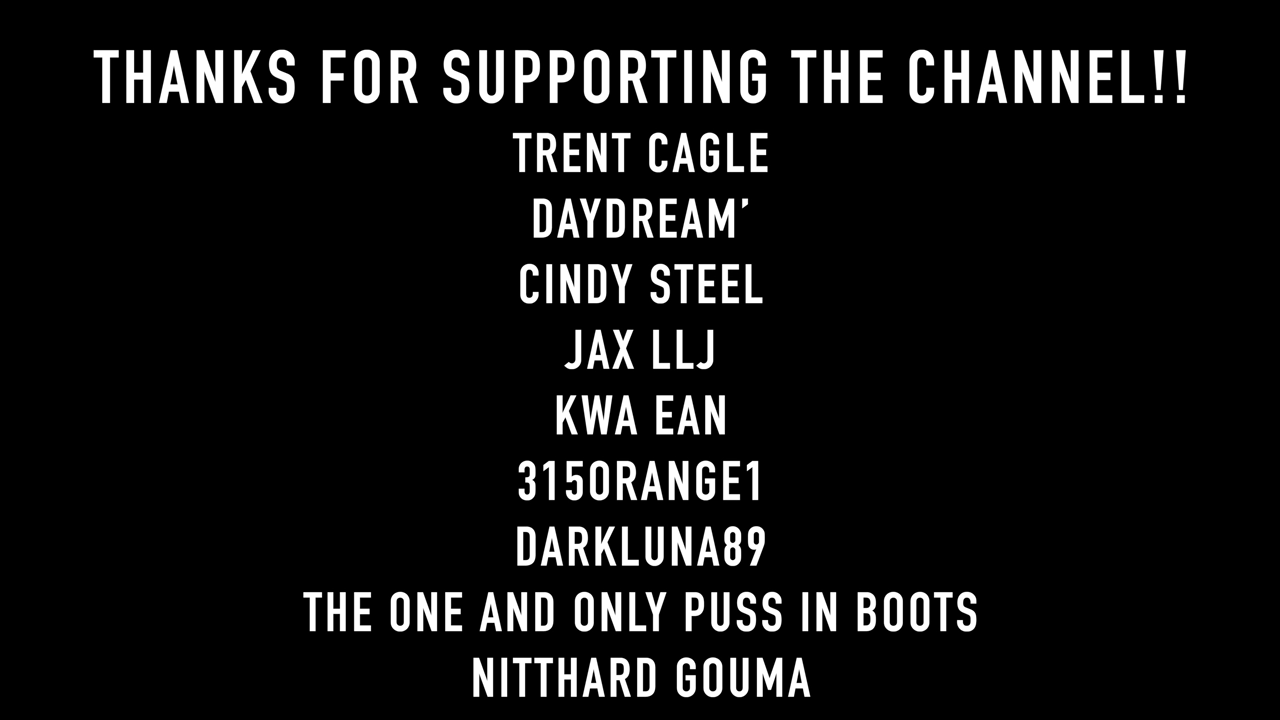 THANKS FOR SUPPORTING THE CHANNEL!!
TRENT CAGLE
DAYDREAM’
CINDY STEEL
JAX LLJ
KWA EAN
315ORANGE1
DARKLUNA89
THE ONE AND ONLY PUSS IN BOOTS
NITTHARD GOUMA